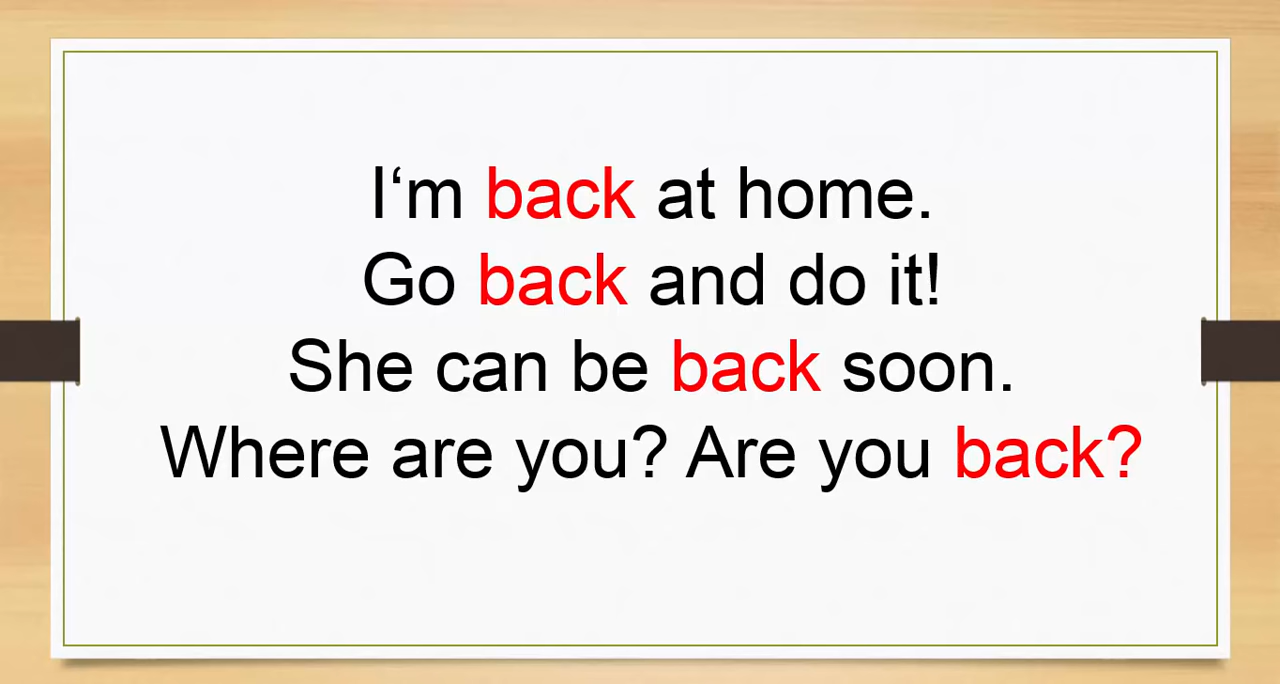 I‘m back at home.
Go back and do it!
She can be back soon.
Where are you? Are you back?